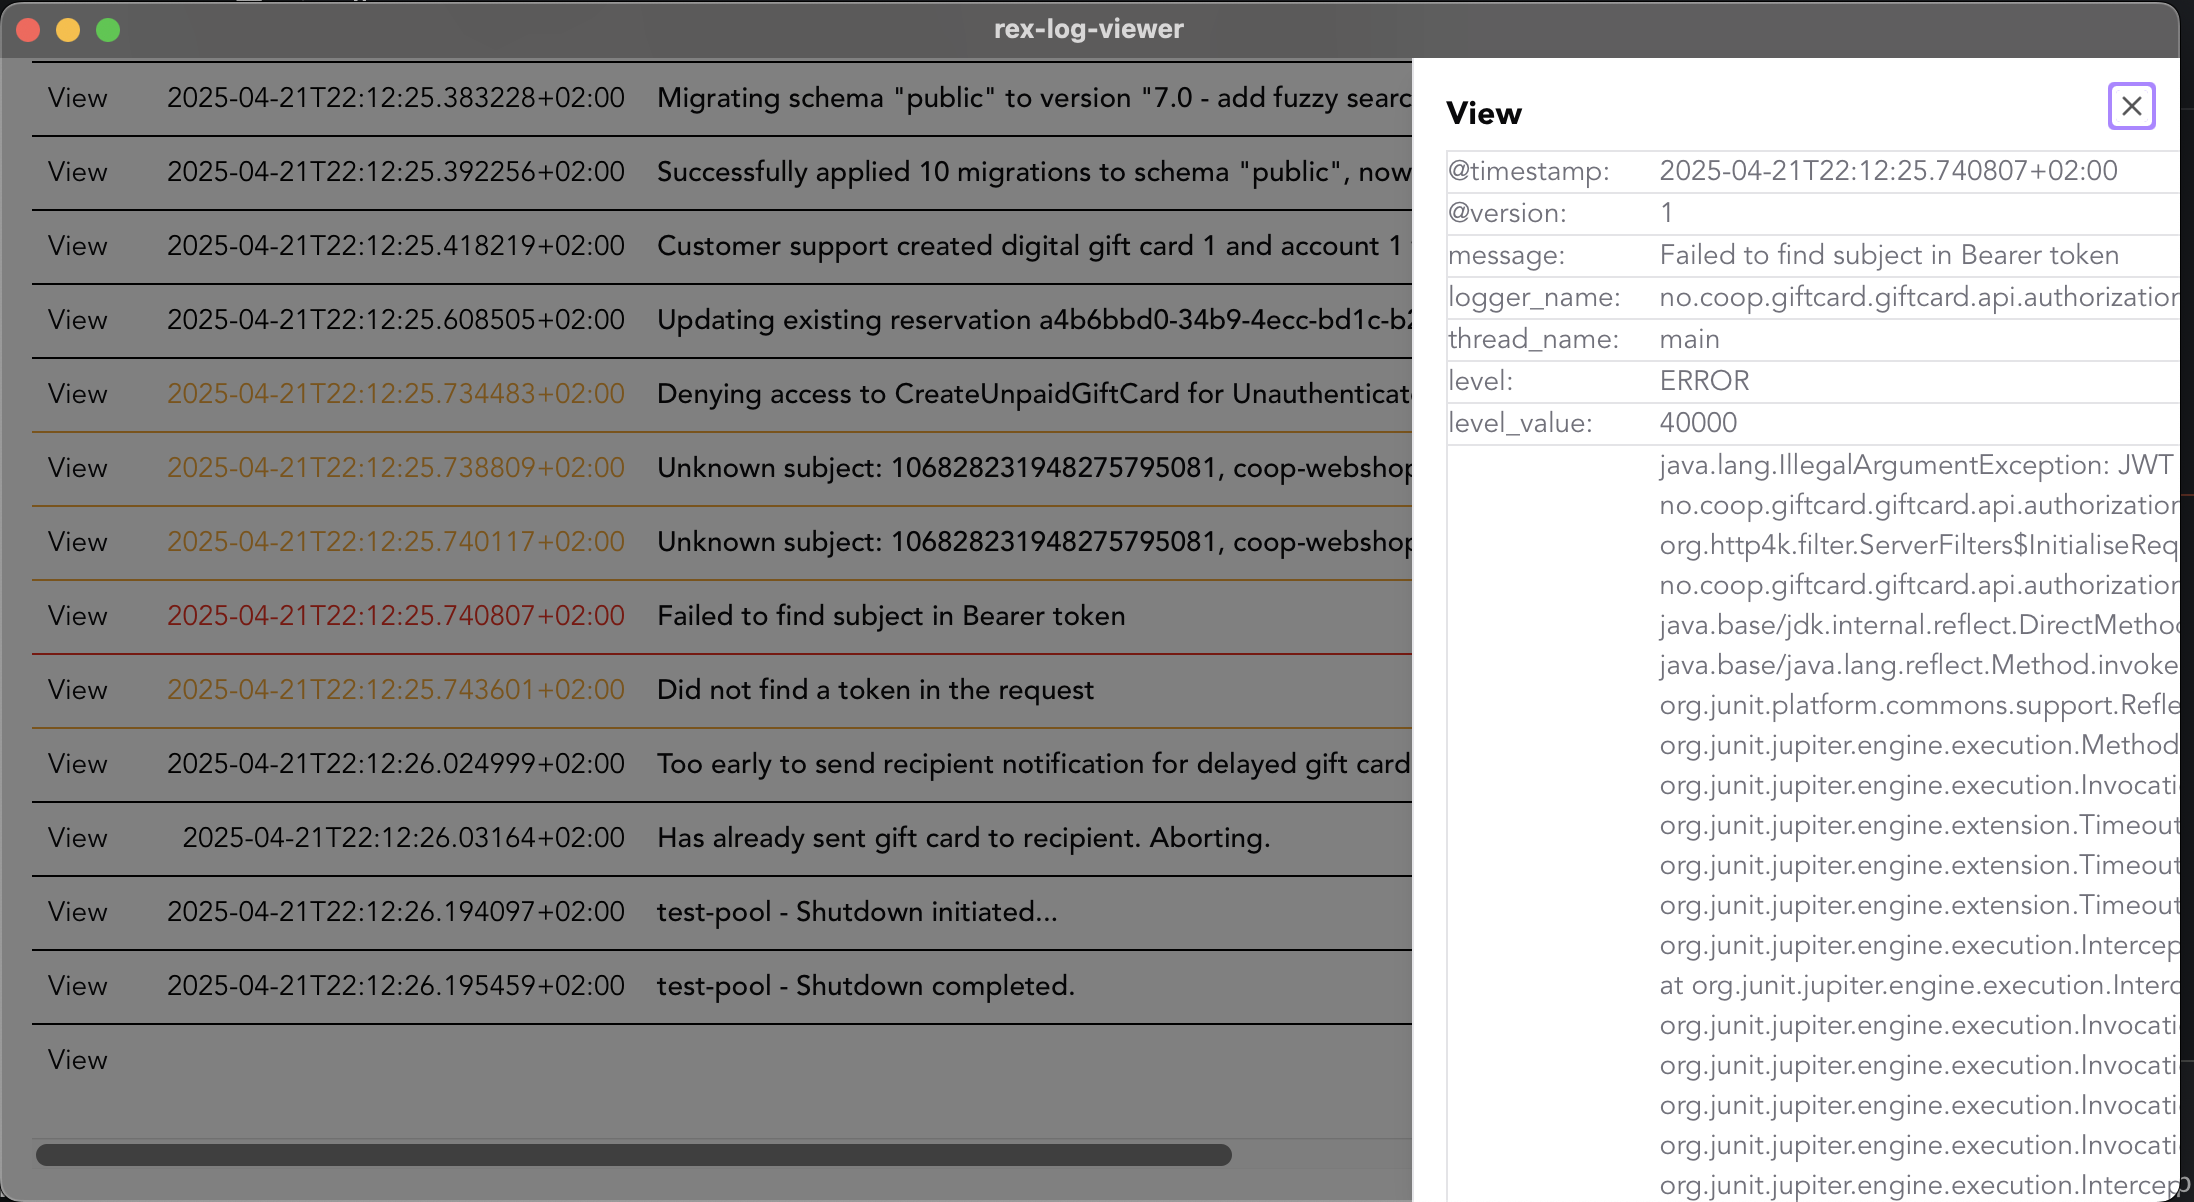 rex-log-viewer
View 2025-04-21T22:12:25.383228+02:00 Migrating schema "public" to version "7.0 - add fuzzy searc
View 2025-04-21T22:12:25.392256+02:00 Successfully applied 10 migrations to schema "public", now
View 2025-04-21T22:12:25.418219+02:00 Customer support created digital gift card 1 and account 1
View 2025-04-21T22:12:25.608505+02:00 Updating existing reservation a4b6bbd0-34b9-4ecc-bd1c-b2
View 2025-04-21T22:12:25.734483+02:00 Denying access to CreateUnpaidGiftCard for Unauthenticat
View 2025-04-21T22:12:25.738809+02:00 Unknown subject: 106828231948275795081, coop-webshop
View 2025-04-21T22:12:25.740117+02:00 Unknown subject: 106828231948275795081, coop-webshop
View 2025-04-21T22:12:25.740807+02:00 Failed to find subject in Bearer token
View 2025-04-21T22:12:25.743601+02:00 Did not find a token in the request
View 2025-04-21T22:12:26.024999+02:00 Too early to send recipient notification for delayed gift card
View 2025-04-21T22:12:26.03164+02:00 Has already sent gift card to recipient. Aborting.
View 2025-04-21T22:12:26.194097+02:00 test-pool - Shutdown initiated...
View 2025-04-21T22:12:26.195459+02:00 test-pool - Shutdown completed.
View
View
@timestamp: 2025-04-21T22:12:25.740807+02:00
@version: 1
message: Failed to find subject in Bearer token
logger_name: no.coop.giftcard.giftcard.api.authorization
thread_name: main
level: ERROR
level_value: 40000
java.lang.IllegalArgumentException: JWT
no.coop.giftcard.giftcard.api.authorization
org.http4k.filter.ServerFilters$InitialiseReq
no.coop.giftcard.giftcard.api.authorization
java.base/jdk.internal.reflect.DirectMethod
java.base/java.lang.reflect.Method.invoke
org.junit.platform.commons.support.Refle
org.junit.jupiter.engine.execution.Method
org.junit.jupiter.engine.execution.Invocati
org.junit.jupiter.engine.extension.Timeout
org.junit.jupiter.engine.extension.Timeout
org.junit.jupiter.engine.extension.Timeout
org.junit.jupiter.engine.execution.Intercep
at org.junit.jupiter.engine.execution.Interc
org.junit.jupiter.engine.execution.Invocati
org.junit.jupiter.engine.execution.Invocati
org.junit.jupiter.engine.execution.Invocati
org.junit.jupiter.engine.execution.Invocati
org.junit.jupiter.engine.execution.Intercep